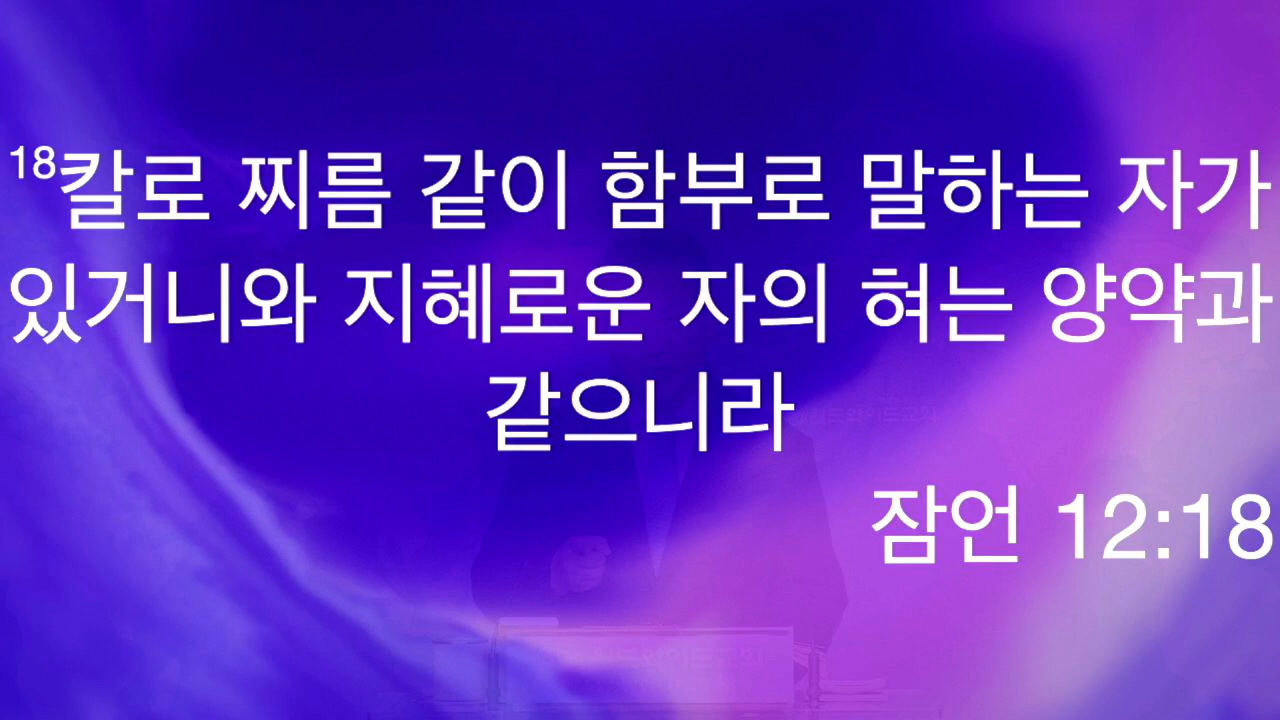 18칼로 찌름 같이 함부로 말하는 자가
있거니와 지혜로운 자의 혀는 양약과
같으니라
잠언 12:18